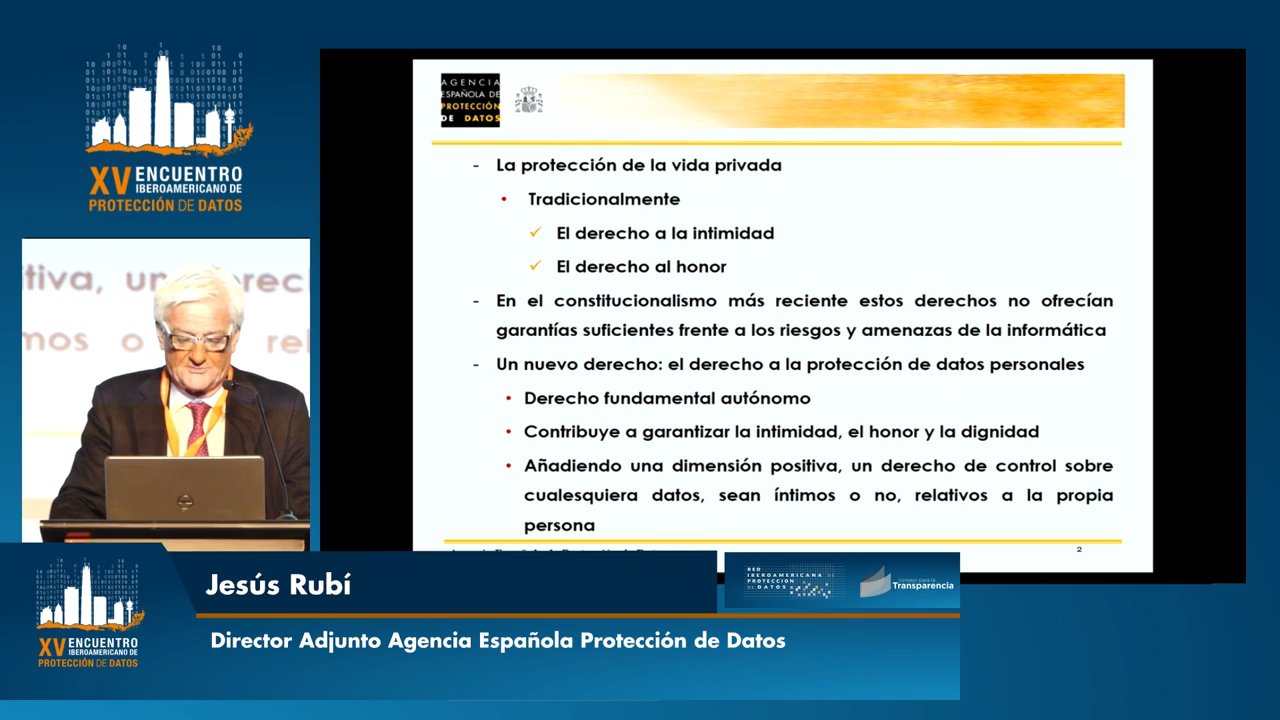 XV ENCUENTRO
IBEROAMERICANO DE
PROTECCIÓN DE DATOS
AGENCIA
ESPAÑOLA DE
PROTECCIÓN
DE DATOS
- La protección de la vida privada
• Tradicionalmente
✓ El derecho a la intimidad
✓ El derecho al honor
- En el constitucionalismo más reciente estos derechos no ofrecían
garantías suficientes frente a los riesgos y amenazas de la informática
- Un nuevo derecho: el derecho a la protección de datos personales
• Derecho fundamental autónomo
• Contribuye a garantizar la intimidad, el honor y la dignidad
• Añadiendo una dimensión positiva, un derecho de control sobre
cualesquiera datos, sean íntimos o no, relativos a la propia
persona
2
tiva, un derec
mos o rel
XV ENCUENTRO
IBEROAMERICANO DE
PROTECCIÓN DE DATOS
Jesús Rubí
Director Adjunto Agencia Española Protección de Datos
RED
IBEROAMERICANA DE
PROTECCIÓN
DE DATOS
consejo para la
Transparencia